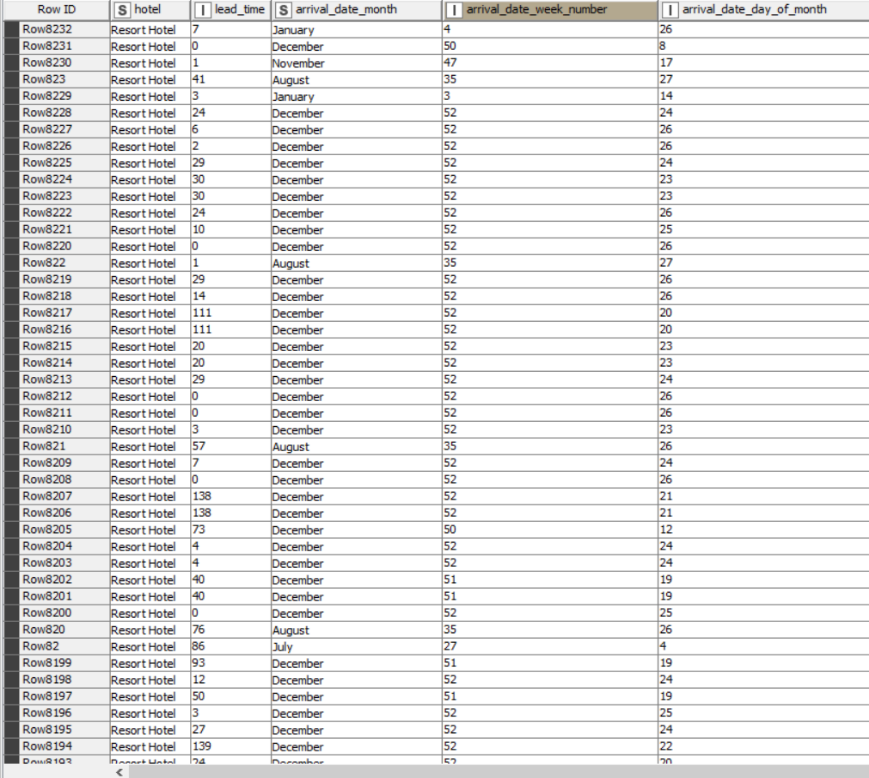 Row ID S hotel I lead_time S arrival_date_month I arrival_date_week_number I arrival_date_day_of_month
Row8232 Resort Hotel 7 January 4 26
Row8231 Resort Hotel 0 December 50 8
Row8230 Resort Hotel 1 November 47 17
Row823 Resort Hotel 41 August 35 27
Row8229 Resort Hotel 3 January 3 14
Row8228 Resort Hotel 24 December 52 24
Row8227 Resort Hotel 6 December 52 26
Row8226 Resort Hotel 2 December 52 26
Row8225 Resort Hotel 29 December 52 24
Row8224 Resort Hotel 30 December 52 23
Row8223 Resort Hotel 30 December 52 23
Row8222 Resort Hotel 24 December 52 26
Row8221 Resort Hotel 10 December 52 25
Row8220 Resort Hotel 0 December 52 26
Row822 Resort Hotel 1 August 35 27
Row8219 Resort Hotel 29 December 52 26
Row8218 Resort Hotel 14 December 52 26
Row8217 Resort Hotel 111 December 52 20
Row8216 Resort Hotel 111 December 52 20
Row8215 Resort Hotel 20 December 52 23
Row8214 Resort Hotel 20 December 52 23
Row8213 Resort Hotel 29 December 52 24
Row8212 Resort Hotel 0 December 52 26
Row8211 Resort Hotel 0 December 52 26
Row8210 Resort Hotel 3 December 52 23
Row821 Resort Hotel 57 August 35 26
Row8209 Resort Hotel 7 December 52 24
Row8208 Resort Hotel 0 December 52 26
Row8207 Resort Hotel 138 December 52 21
Row8206 Resort Hotel 138 December 52 21
Row8205 Resort Hotel 73 December 50 12
Row8204 Resort Hotel 4 December 52 24
Row8203 Resort Hotel 4 December 52 24
Row8202 Resort Hotel 40 December 51 19
Row8201 Resort Hotel 40 December 51 19
Row8200 Resort Hotel 0 December 52 25
Row820 Resort Hotel 76 August 35 26
Row82 Resort Hotel 86 July 27 4
Row8199 Resort Hotel 93 December 51 19
Row8198 Resort Hotel 12 December 52 24
Row8197 Resort Hotel 50 December 51 19
Row8196 Resort Hotel 3 December 52 25
Row8195 Resort Hotel 27 December 52 24
Row8194 Resort Hotel 139 December 52 22
Row8193 Resort Hotel 24 December 52 20